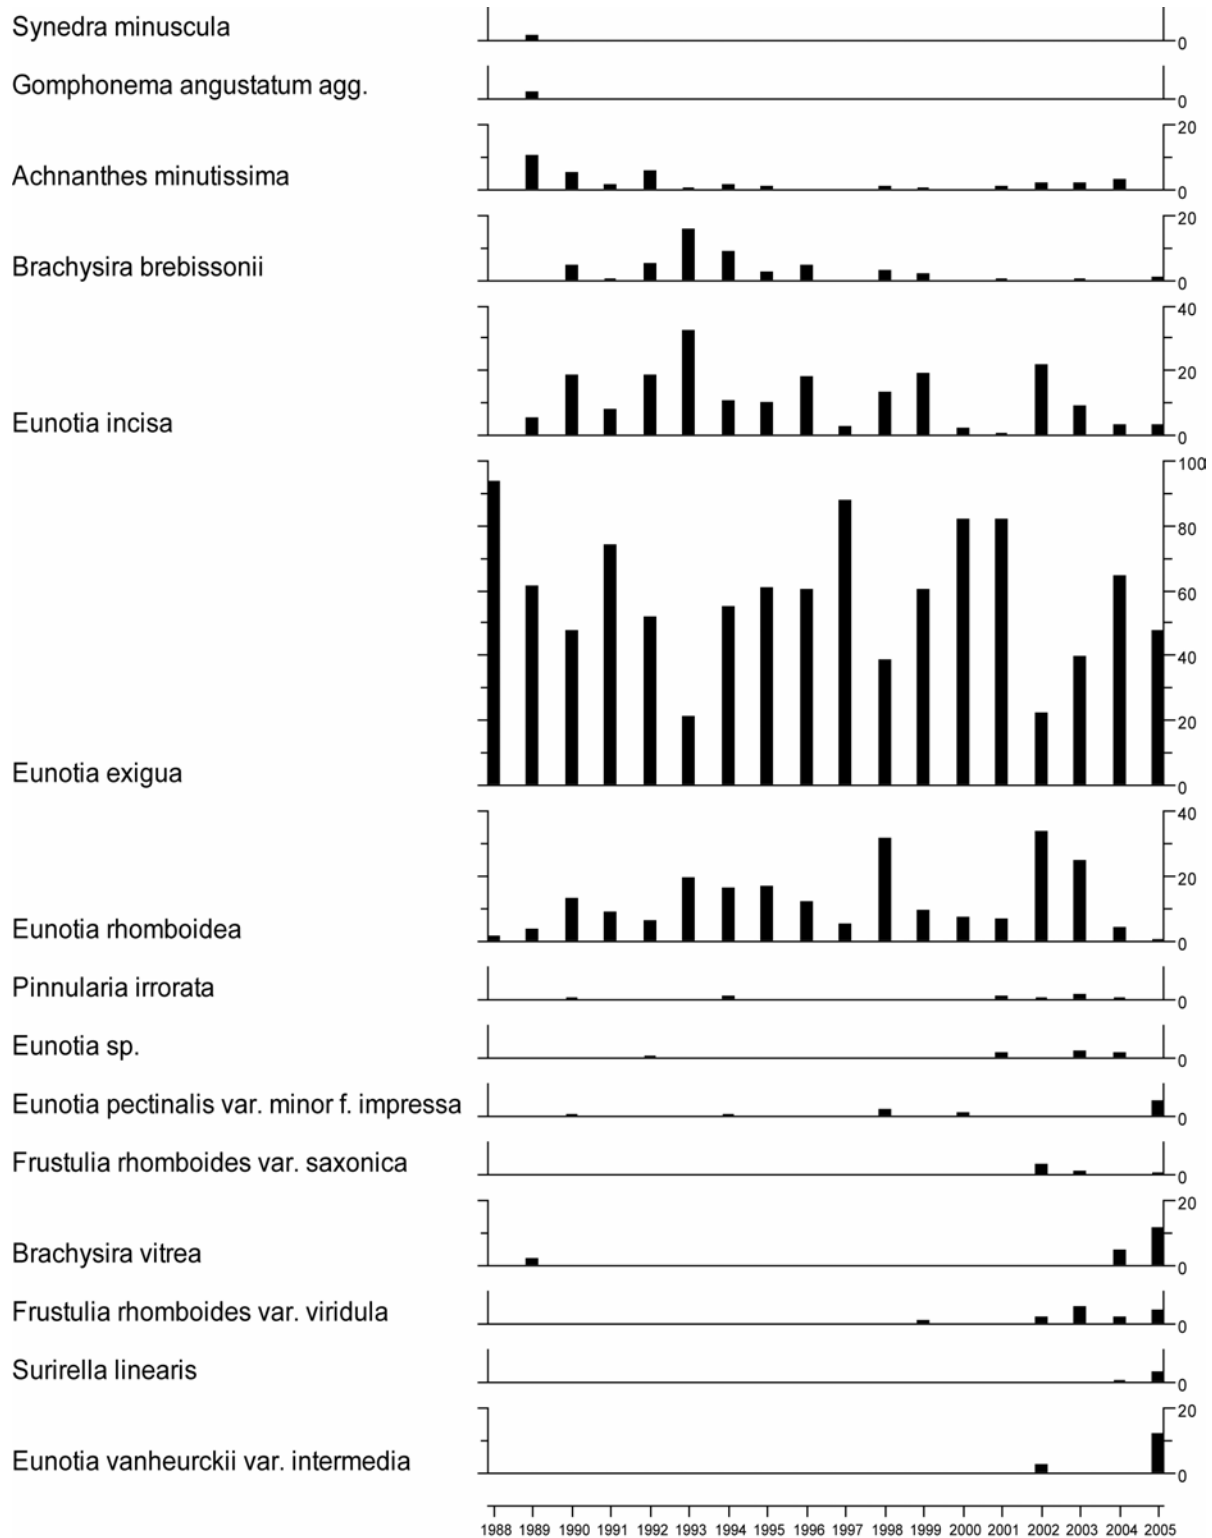 Synedra minuscula
0
Gomphonema angustatum agg.
0
20
Achnanthes minutissima
0
20
Brachysira brebissonii
0
40
20
Eunotia incisa
0
100
80
60
40
20
Eunotia exigua
0
40
20
Eunotia rhomboidea
0
Pinnularia irrorata
0
Eunotia sp.
0
Eunotia pectinalis var. minor f. impressa
0
Frustulia rhomboides var. saxonica
0
20
Brachysira vitrea
0
Frustulia rhomboides var. viridula
0
Surirella linearis
0
20
Eunotia vanheurckii var. intermedia
0
1988 1989 1990 1991 1992 1993 1994 1995 1996 1997 1998 1999 2000 2001 2002 2003 2004 2005